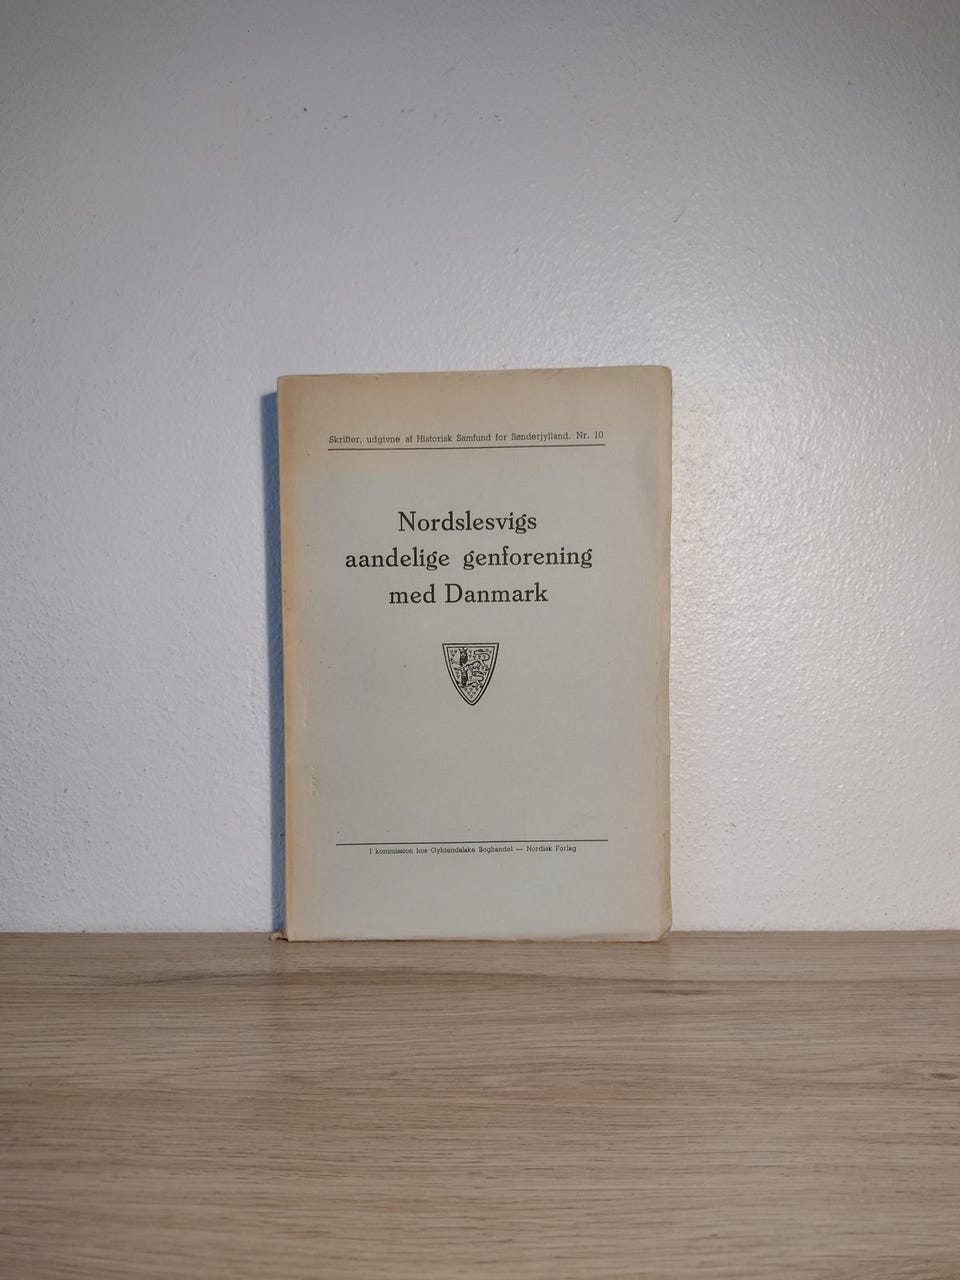 Skrifter, udgivne af Historisk Samfund for Sønderjylland. Nr. 10
Nordslesvigs
aandelige genforening
med Danmark
I kommission hos Gyldendalske Boghandel — Nordisk Forlag